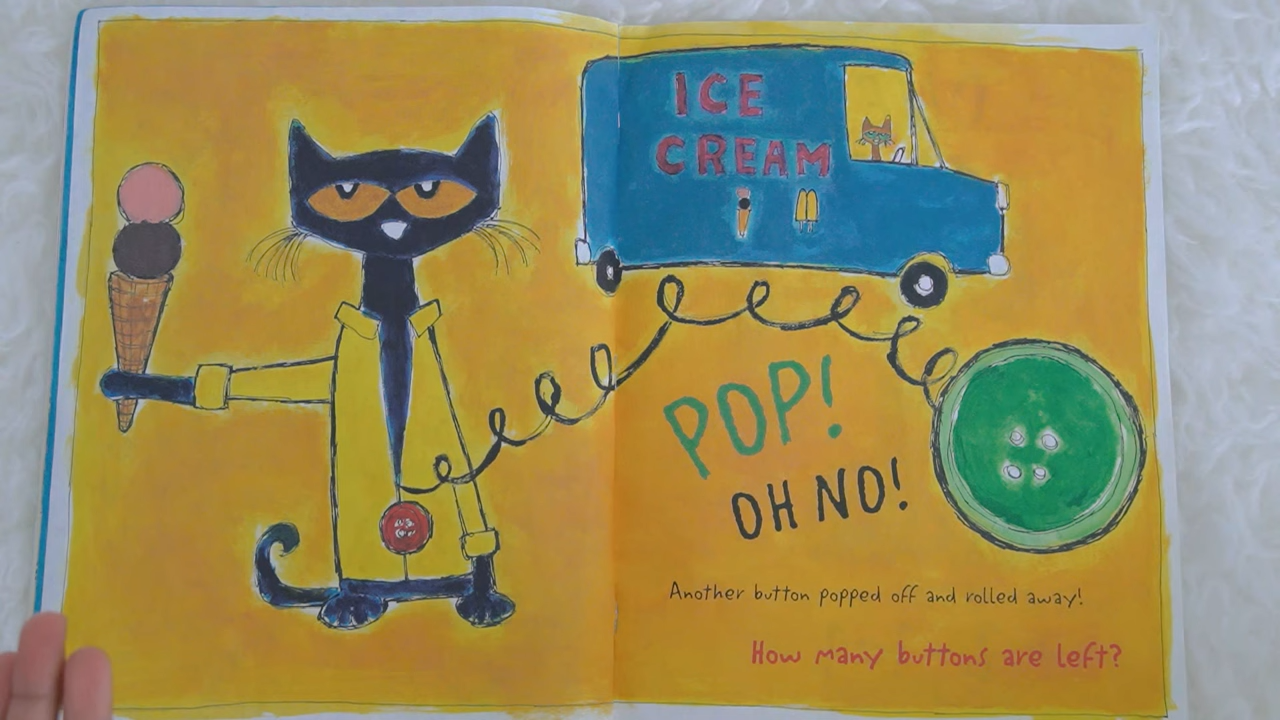 ICE
CREAM
POP!
OH NO!
Another button popped off and rolled away!
How many buttons are left?